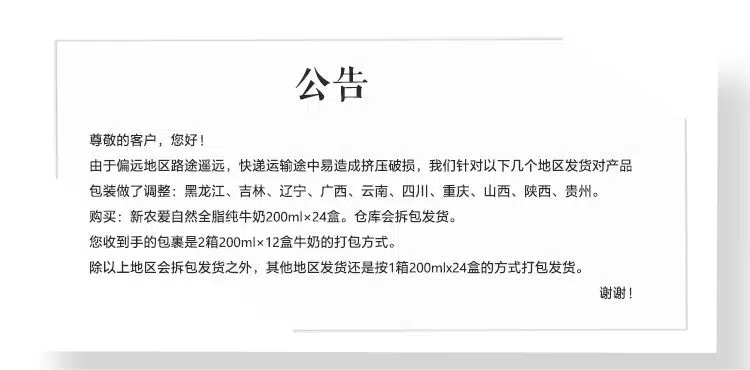 公告
尊敬的客户，您好！
由于偏远地区路途遥远，快递运输途中易造成挤压破损，我们针对以下几个地区发货对产品
包装做了调整：黑龙江、吉林、辽宁、广西、云南、四川、重庆、山西、陕西、贵州。
购买：新农爱自然全脂纯牛奶200ml×24盒。仓库会拆包发货。
您收到手的包裹是2箱200ml×12盒牛奶的打包方式。
除以上地区会拆包发货之外，其他地区发货还是按1箱200mlx24盒的方式打包发货。
谢谢！